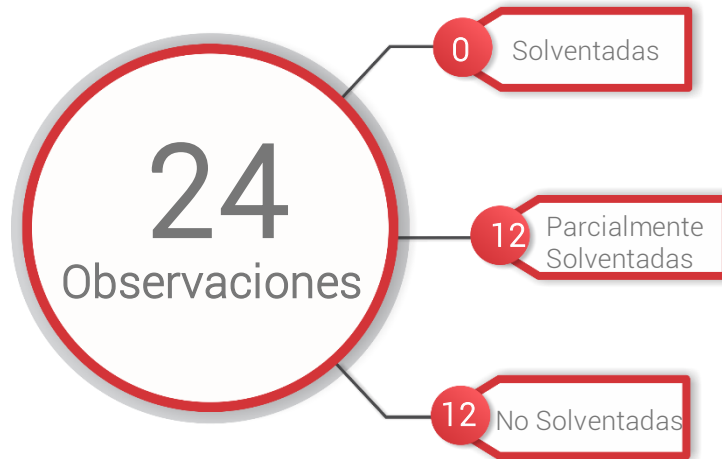 24
Observaciones
0
Solventadas
12
Parcialmente
Solventadas
12
No Solventadas